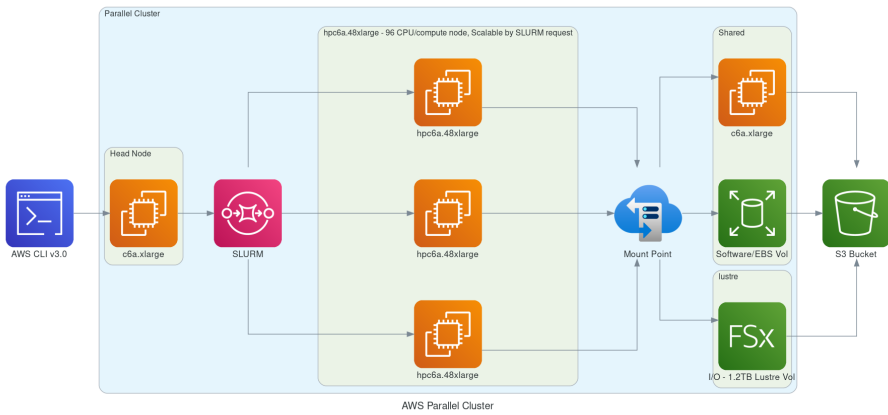 Parallel Cluster
hpc6a.48xlarge - 96 CPU/compute node, Scalable by SLURM request
Shared
hpc6a.48xlarge
c6a.xlarge
Head Node
AWS CLI v3.0
c6a.xlarge
SLURM
hpc6a.48xlarge
Mount Point
Software/EBS Vol
S3 Bucket
lustre
FSx
hpc6a.48xlarge
I/O - 1.2TB Lustre Vol
AWS Parallel Cluster